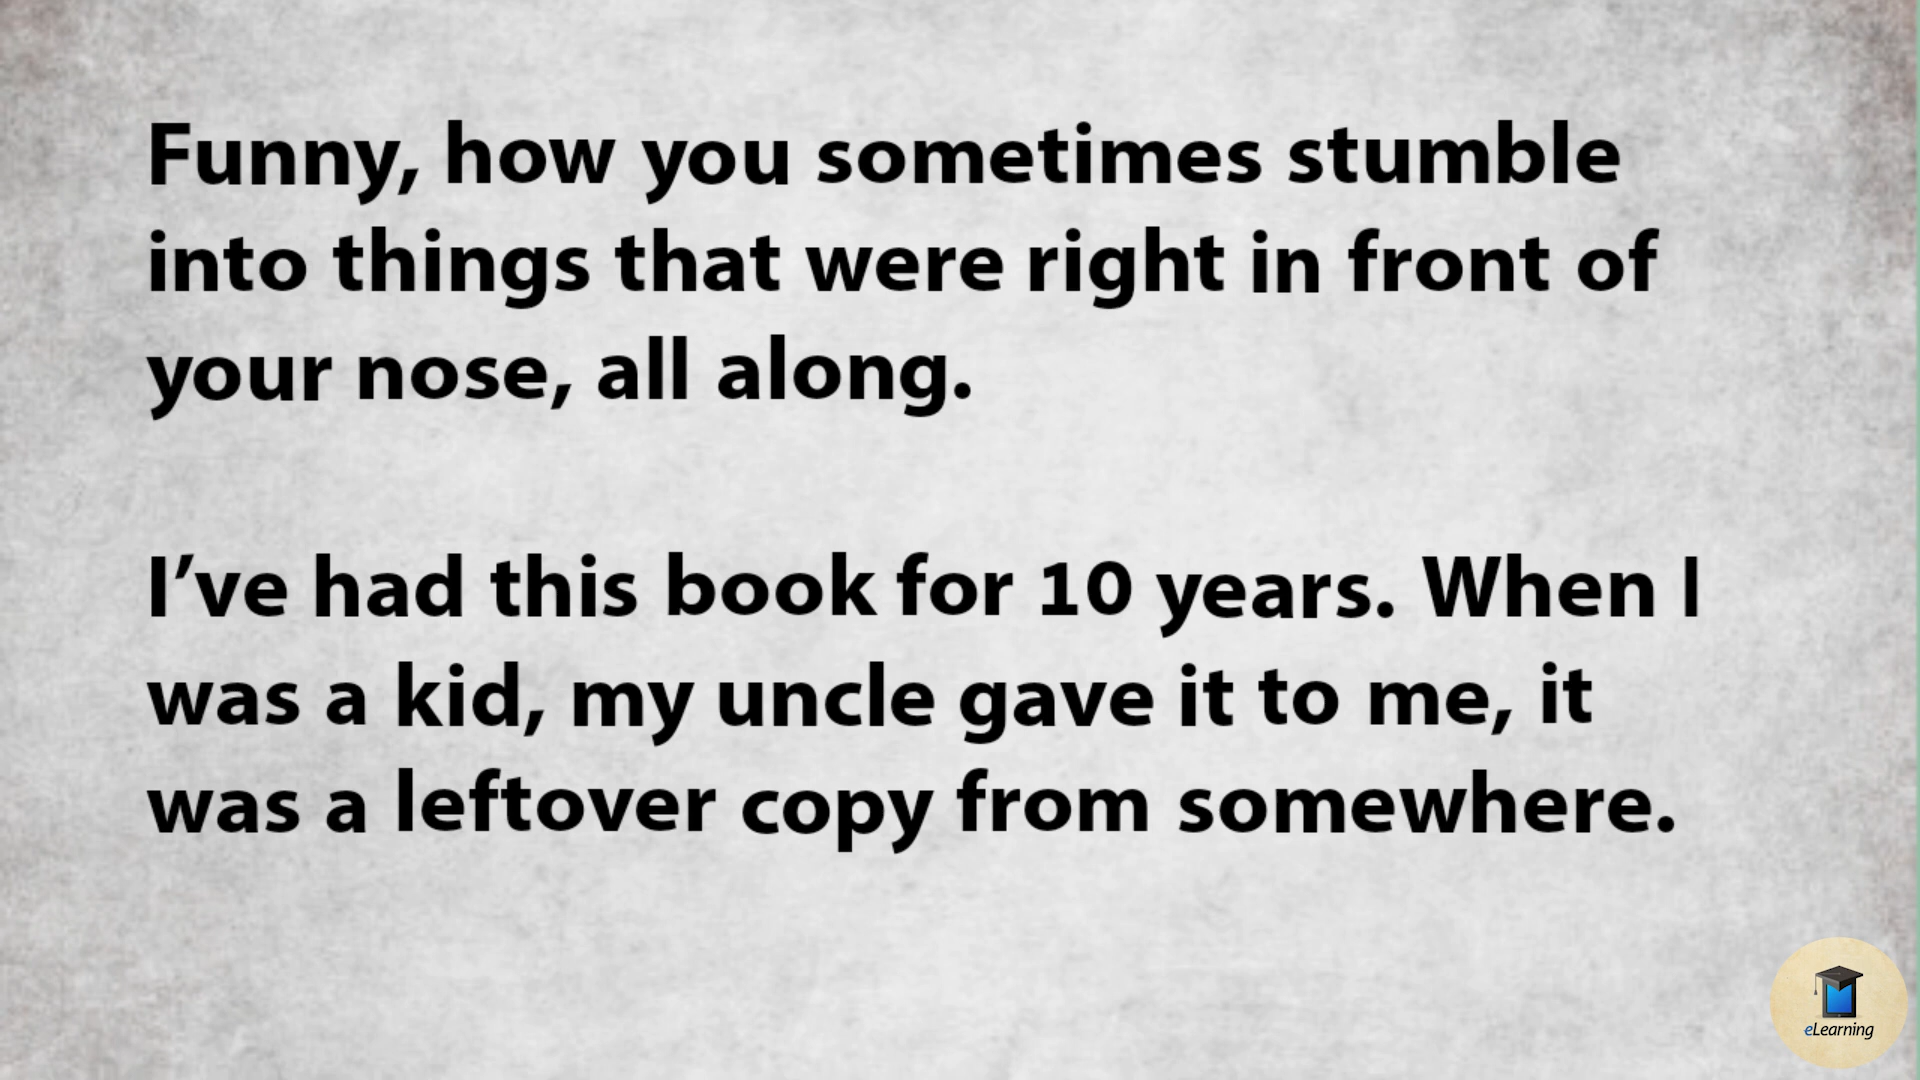 Funny, how you sometimes stumble
into things that were right in front of
your nose, all along.
I’ve had this book for 10 years. When I
was a kid, my uncle gave it to me, it
was a leftover copy from somewhere.
eLearning